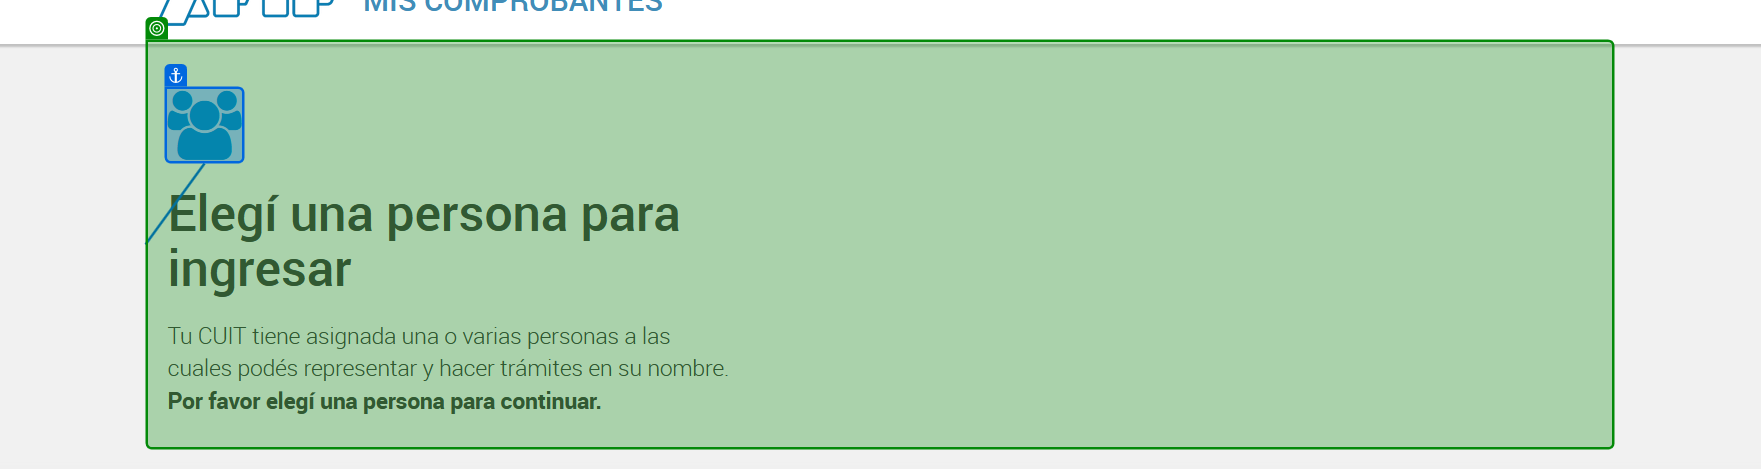 MIS COMPROBANTES
Elegí una persona para
ingresar
Tu CUIT tiene asignada una o varias personas a las
cuales podés representar y hacer trámites en su nombre.
Por favor elegí una persona para continuar.